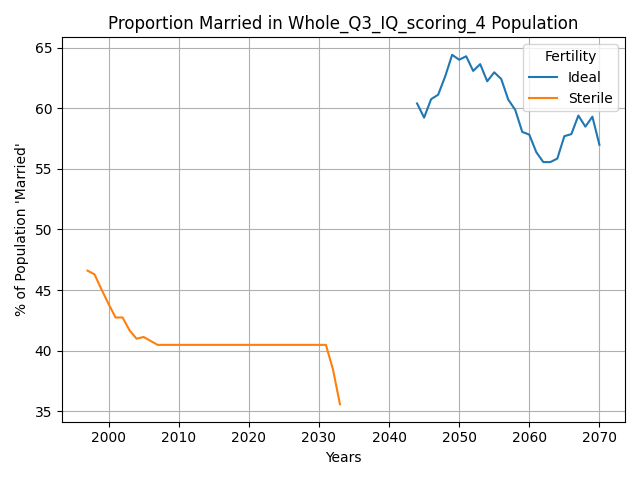 Proportion Married in Whole_Q3_IQ_scoring_4 Population
% of Population 'Married'
65
60
55
50
45
40
35
Fertility
Ideal
Sterile
2000 2010 2020 2030 2040 2050 2060 2070
Years